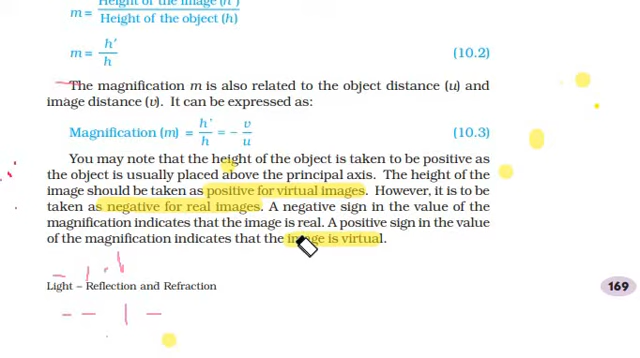 m = Height of the image (h′) / Height of the object (h)
m = h′ / h (10.2)
The magnification m is also related to the object distance (u) and
image distance (v). It can be expressed as:
Magnification (m) = h′ / h = − v / u (10.3)
You may note that the height of the object is taken to be positive as
the object is usually placed above the principal axis. The height of the
image should be taken as positive for virtual images. However, it is to be
taken as negative for real images. A negative sign in the value of the
magnification indicates that the image is real. A positive sign in the value
of the magnification indicates that the image is virtual.
Light – Reflection and Refraction
169